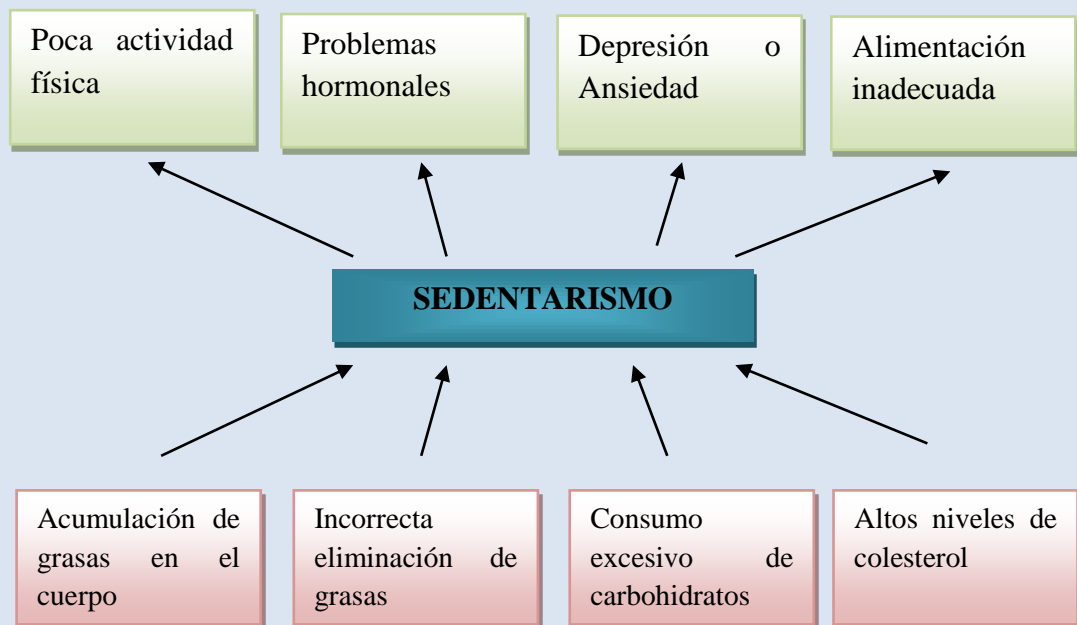 Poca actividad
física
Problemas
hormonales
Depresión o
Ansiedad
Alimentación
inadecuada
SEDENTARISMO
Acumulación de
grasas en el
cuerpo
Incorrecta
eliminación de
grasas
Consumo
excesivo de
carbohidratos
Altos niveles de
colesterol